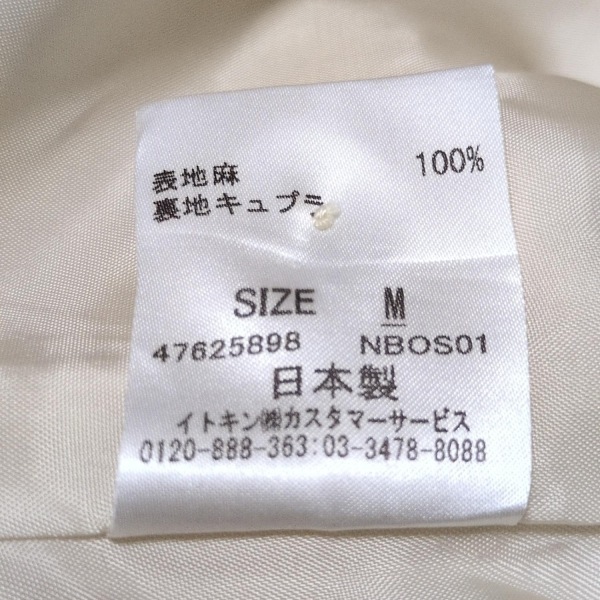 表地麻 100%
裏地キュプラ
SIZE M
47625898 NBOS01
日本製
イトキン㈱カスタマーサービス
0120-888-363:03-3478-8088